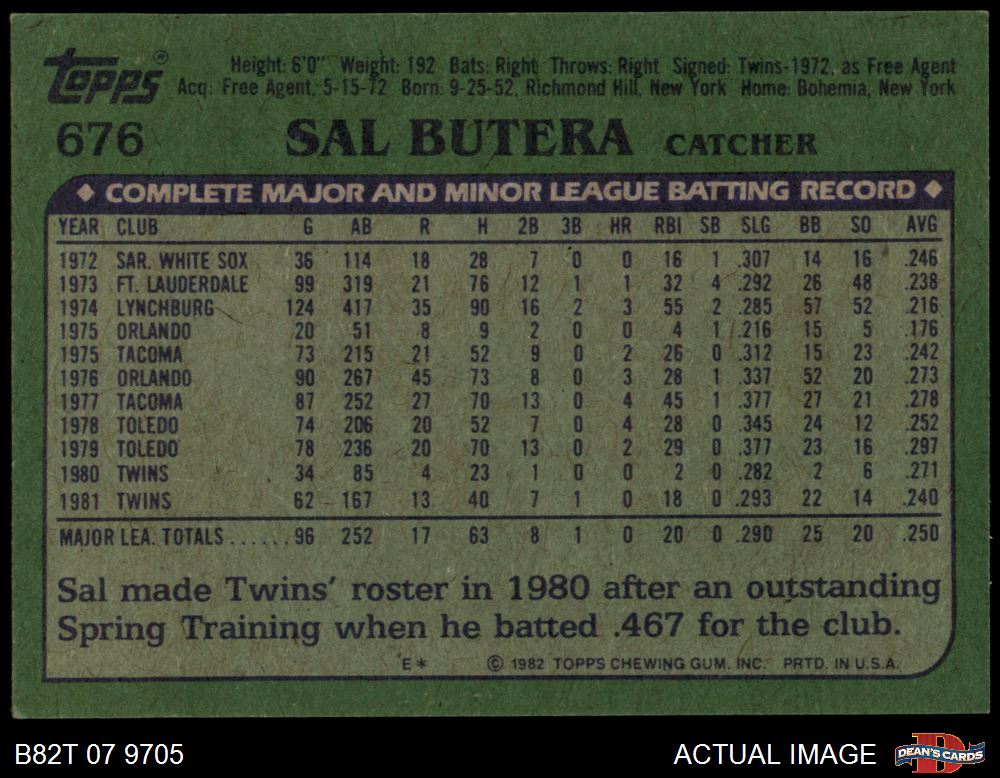 Topps®
Height: 6'0" Weight: 192 Bats: Right Throws: Right Signed: Twins-1972, as Free Agent
Acq: Free Agent, 5-15-72 Born: 9-25-52, Richmond Hill, New York Home: Bohemia, New York
676 SAL BUTERA CATCHER
◆ COMPLETE MAJOR AND MINOR LEAGUE BATTING RECORD ◆
YEAR CLUB G AB R H 2B 3B HR RBI SB SLG BB SO AVG
1972 SAR. WHITE SOX 36 114 18 28 7 0 0 16 1 .307 14 16 .246
1973 FT. LAUDERDALE 99 319 21 76 12 1 1 32 4 .292 26 48 .238
1974 LYNCHBURG 124 417 35 90 16 2 3 55 2 .285 57 52 .216
1975 ORLANDO 20 51 8 9 2 0 0 4 1 .216 15 5 .176
1975 TACOMA 73 215 21 52 9 0 2 26 0 .312 15 23 .242
1976 ORLANDO 90 267 45 73 8 0 3 28 1 .337 52 20 .273
1977 TACOMA 87 252 27 70 13 0 4 45 1 .377 27 21 .278
1978 TOLEDO 74 206 20 52 7 0 4 28 0 .345 24 12 .252
1979 TOLEDO 78 236 20 70 13 0 2 29 0 .377 23 16 .297
1980 TWINS 34 85 4 23 1 0 0 2 0 .282 2 6 .271
1981 TWINS 62 167 13 40 7 1 0 18 0 .293 22 14 .240
MAJOR LEA. TOTALS......96 252 17 63 8 1 0 20 0 .290 25 20 .250
Sal made Twins' roster in 1980 after an outstanding
Spring Training when he batted .467 for the club.
E* © 1982 TOPPS CHEWING GUM, INC. PRTD. IN U.S.A.
B82T 07 9705 ACTUAL IMAGE DEAN'S CARDS